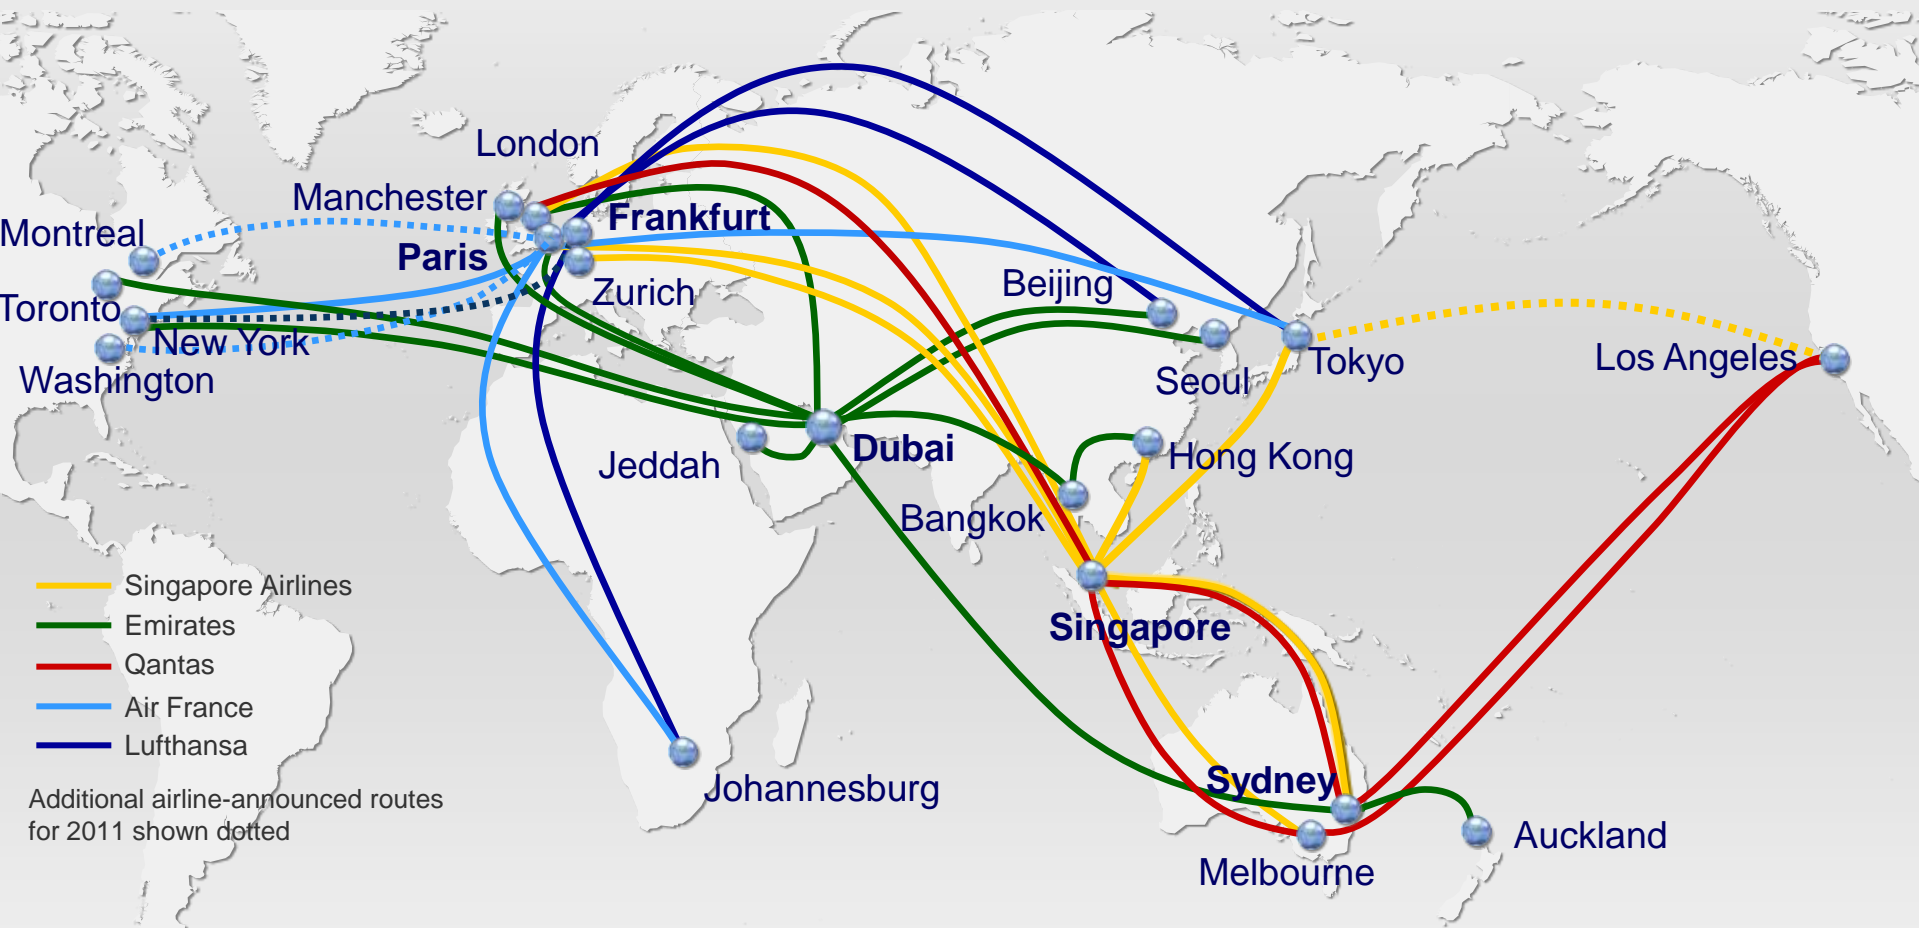 London
Manchester
Frankfurt
Montreal
Paris
Zurich
Beijing
Toronto
New York
Washington
Seoul
Tokyo
Los Angeles
Jeddah
Dubai
Hong Kong
Bangkok
Singapore
Johannesburg
Sydney
Auckland
Melbourne
Singapore Airlines
Emirates
Qantas
Air France
Lufthansa
Additional airline-announced routes
for 2011 shown dotted